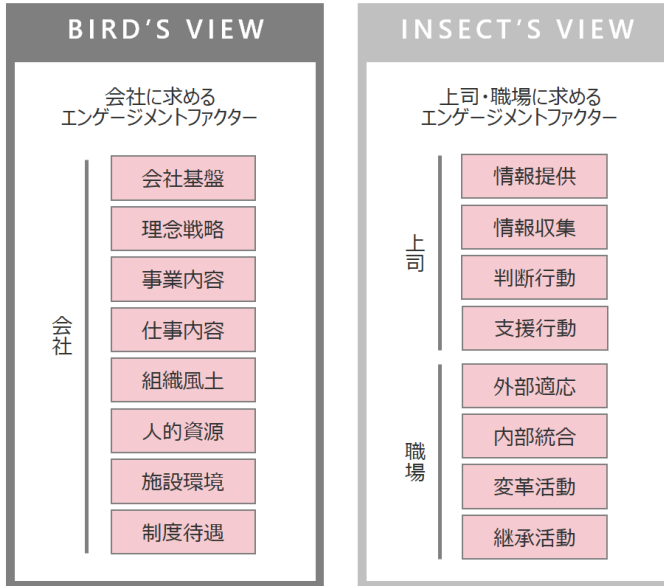 BIRD'S VIEW
会社に求める
エンゲージメントファクター
会社
会社基盤
理念戦略
事業内容
仕事内容
組織風土
人的資源
施設環境
制度待遇
INSECT'S VIEW
上司・職場に求める
エンゲージメントファクター
上司
情報提供
情報収集
判断行動
支援行動
職場
外部適応
内部統合
変革活動
継承活動